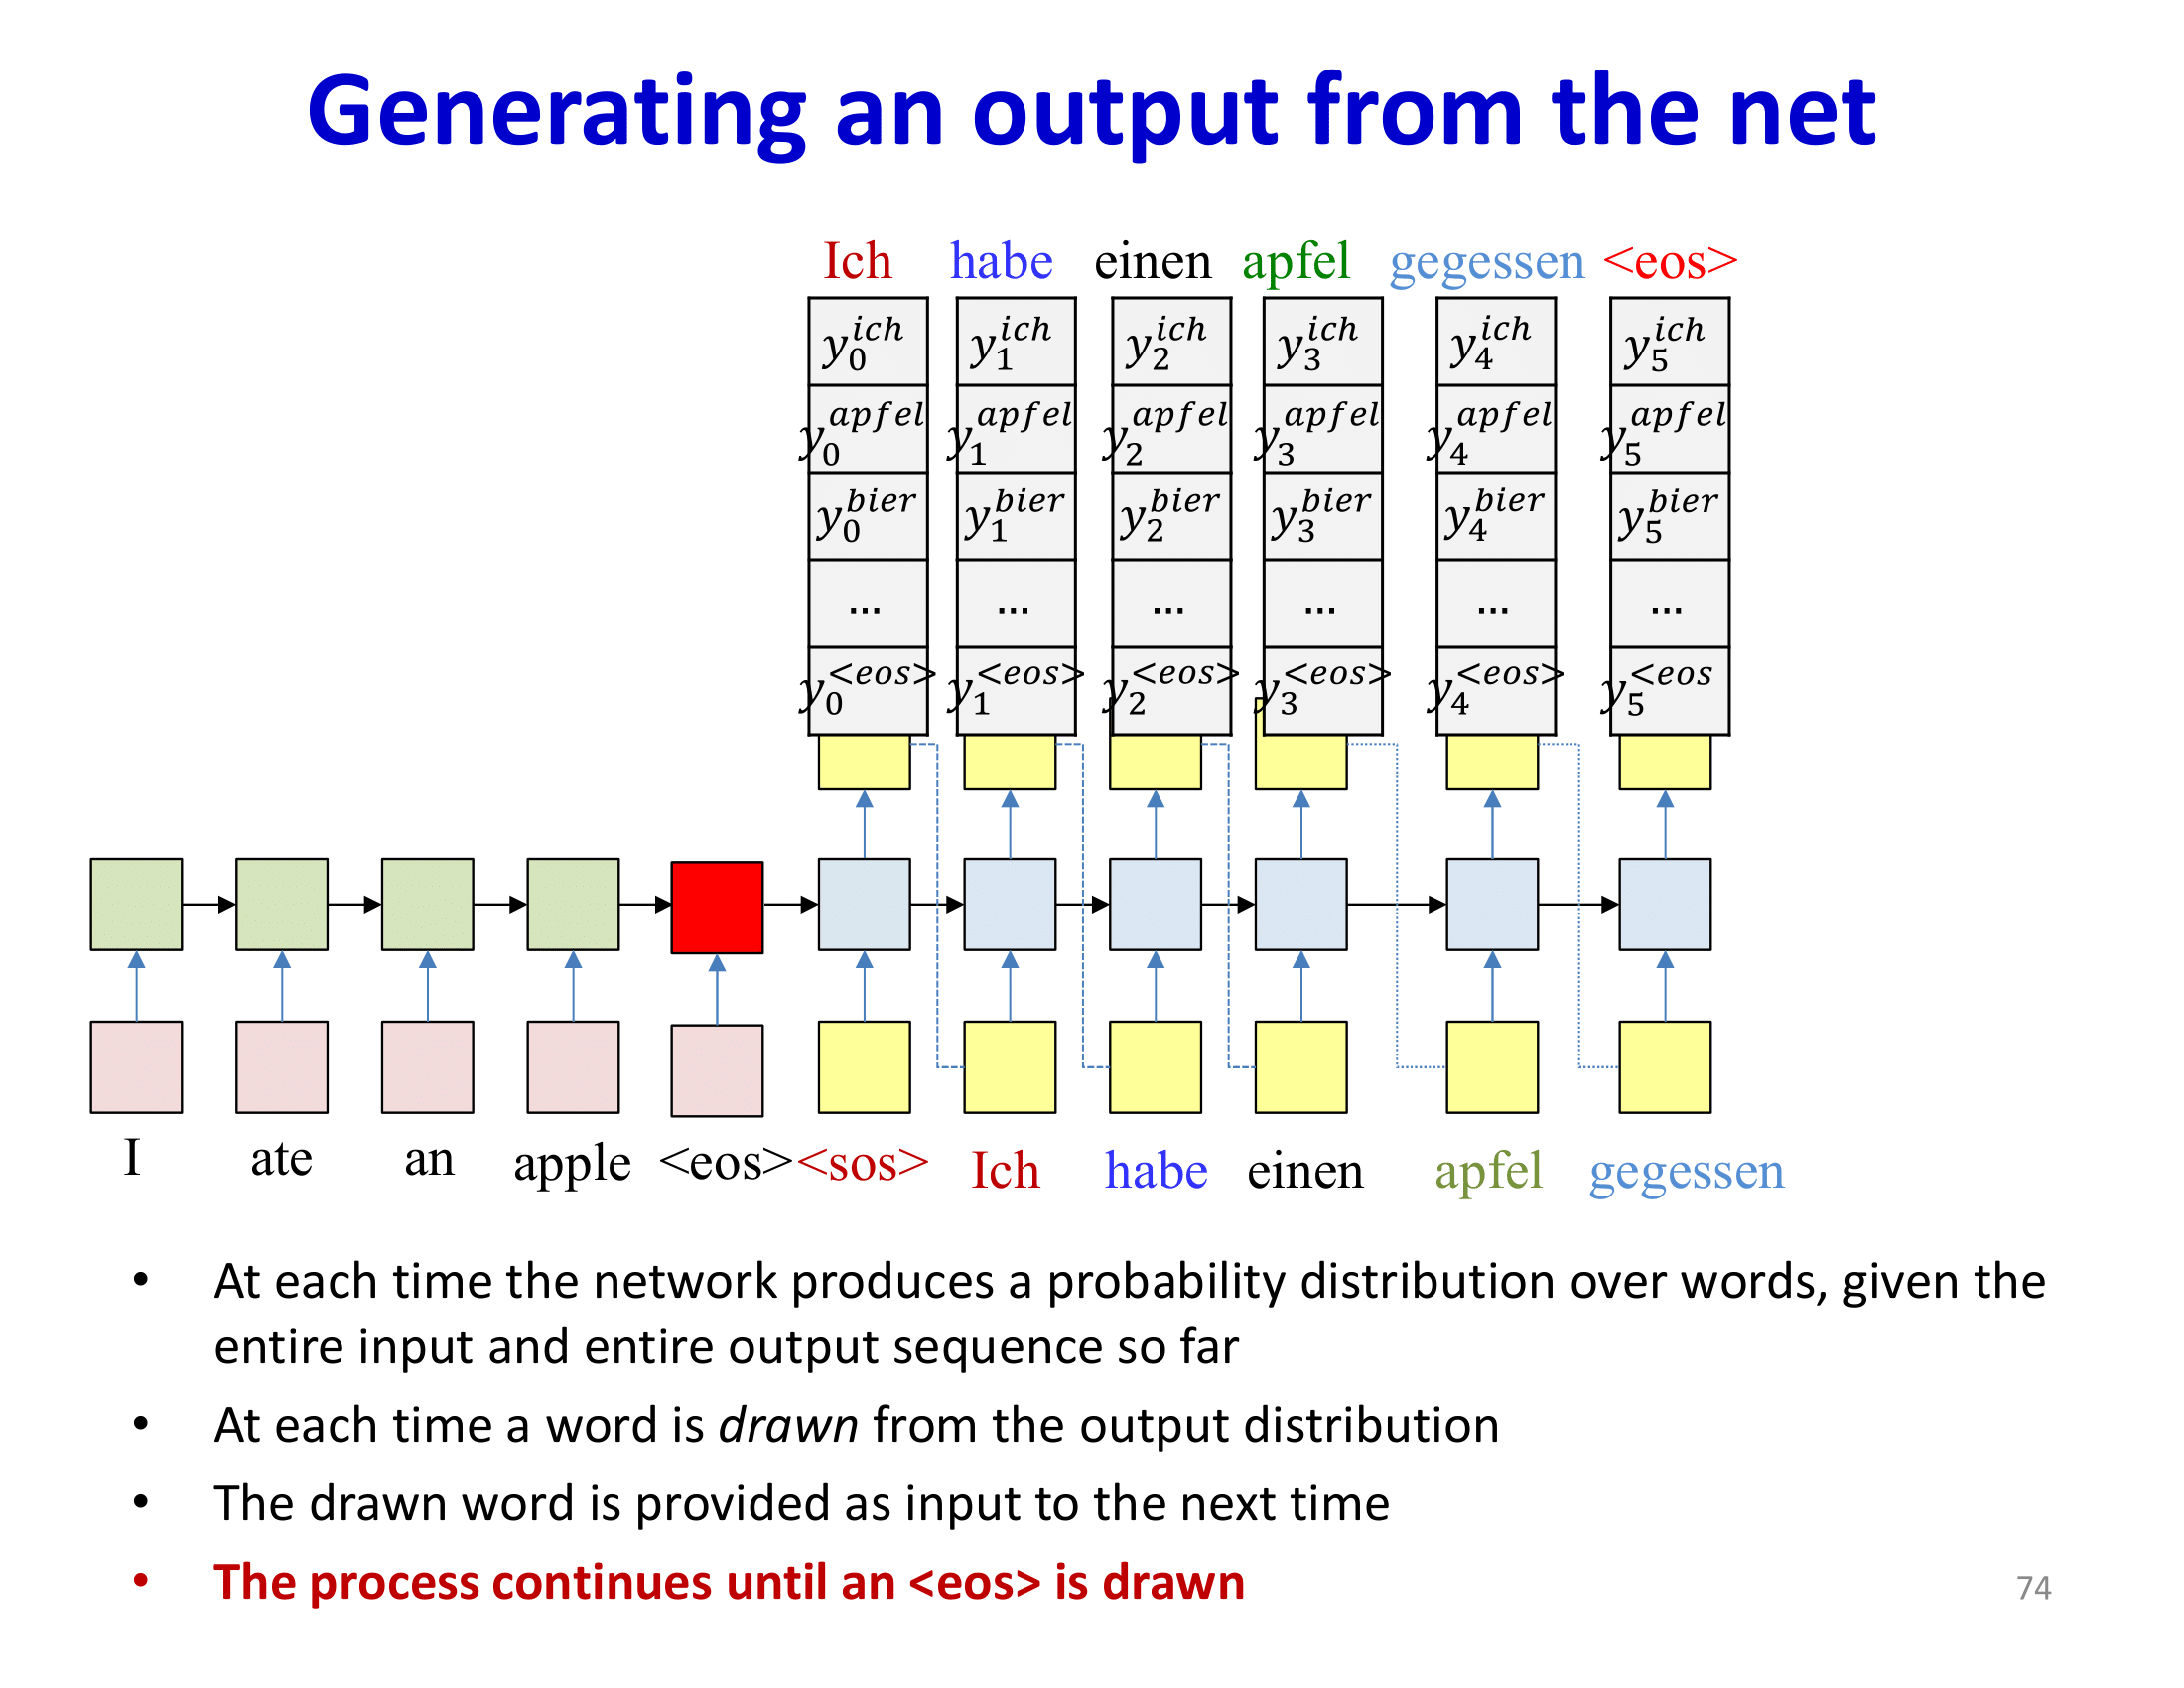 Generating an output from the net
Ich habe einen apfel gegessen <eos>
y_0^{ich} y_1^{ich} y_2^{ich} y_3^{ich} y_4^{ich} y_5^{ich}
y_0^{apfel} y_1^{apfel} y_2^{apfel} y_3^{apfel} y_4^{apfel} y_5^{apfel}
y_0^{bier} y_1^{bier} y_2^{bier} y_3^{bier} y_4^{bier} y_5^{bier}
... ... ... ... ... ...
y_0^{<eos>} y_1^{<eos>} y_2^{<eos>} y_3^{<eos>} y_4^{<eos>} y_5^{<eos}
I ate an apple <eos> <sos> Ich habe einen apfel gegessen
• At each time the network produces a probability distribution over words, given the
entire input and entire output sequence so far
• At each time a word is drawn from the output distribution
• The drawn word is provided as input to the next time
• The process continues until an <eos> is drawn
74